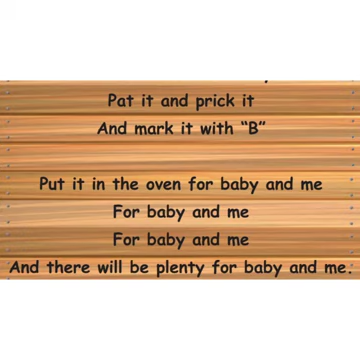 Pat it and prick it
And mark it with “B”
Put it in the oven for baby and me
For baby and me
For baby and me
And there will be plenty for baby and me.